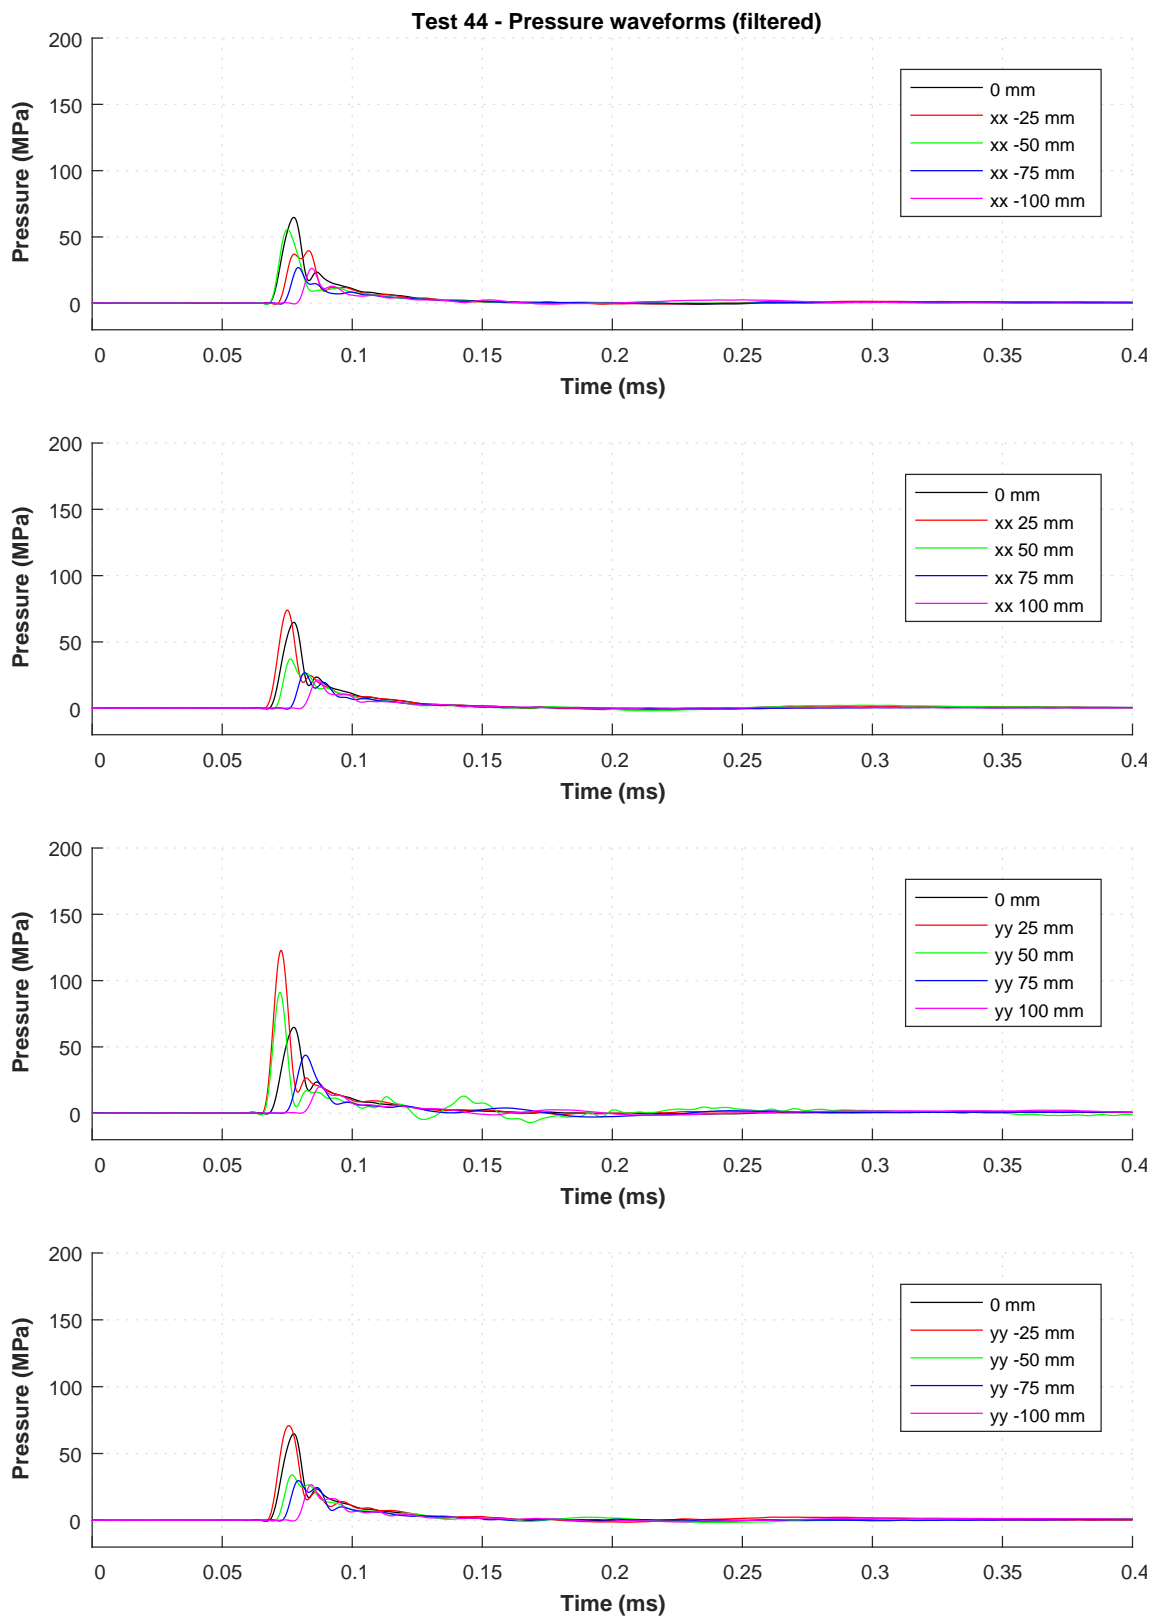 Test 44 - Pressure waveforms (filtered)
200
150
100
50
0
Pressure (MPa)
0 mm
xx -25 mm
xx -50 mm
xx -75 mm
xx -100 mm
0 0.05 0.1 0.15 0.2 0.25 0.3 0.35 0.4
Time (ms)
200
150
100
50
0
Pressure (MPa)
0 mm
xx 25 mm
xx 50 mm
xx 75 mm
xx 100 mm
0 0.05 0.1 0.15 0.2 0.25 0.3 0.35 0.4
Time (ms)
200
150
100
50
0
Pressure (MPa)
0 mm
yy 25 mm
yy 50 mm
yy 75 mm
yy 100 mm
0 0.05 0.1 0.15 0.2 0.25 0.3 0.35 0.4
Time (ms)
200
150
100
50
0
Pressure (MPa)
0 mm
yy -25 mm
yy -50 mm
yy -75 mm
yy -100 mm
0 0.05 0.1 0.15 0.2 0.25 0.3 0.35 0.4
Time (ms)